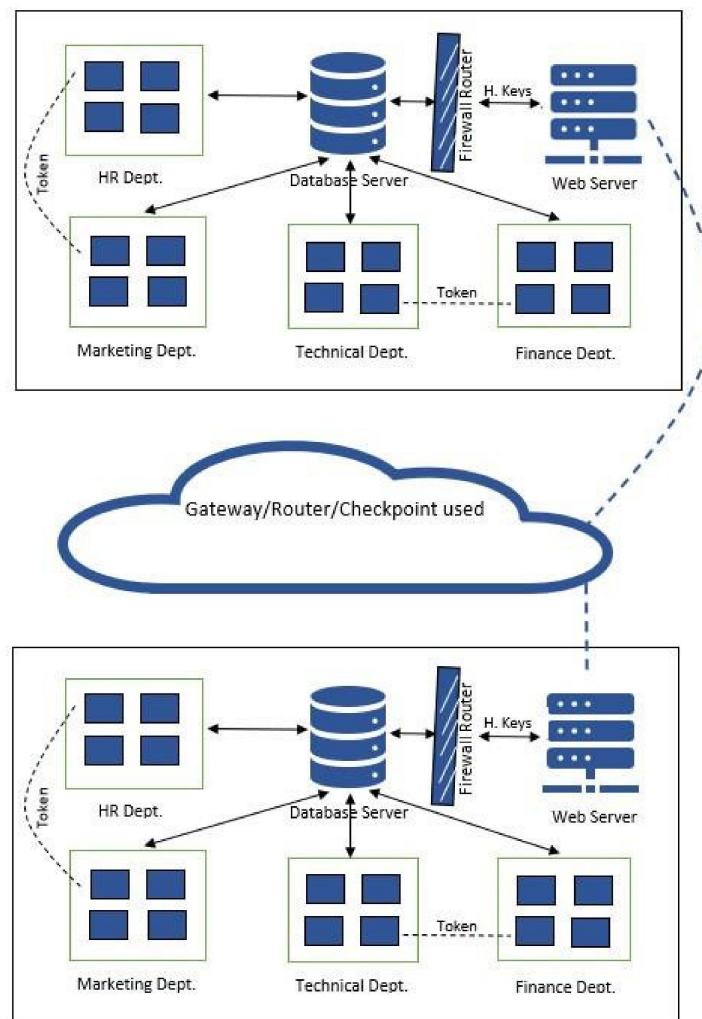 Firewall Router
H. Keys
Token
HR Dept.
Database Server
Web Server
Token
Marketing Dept.
Technical Dept.
Finance Dept.
Gateway/Router/Checkpoint used
Firewall Router
H. Keys
Token
HR Dept.
Database Server
Web Server
Token
Marketing Dept.
Technical Dept.
Finance Dept.